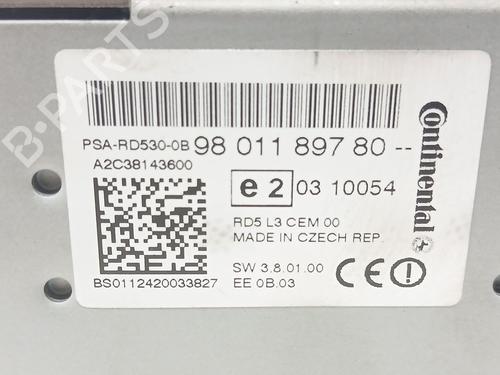 B-PARTS
PSA-RD530-0B 98 011 897 80 --
A2C38143600
e2 03 10054
RD5 L3 CEM 00
MADE IN CZECH REP.
SW 3.8.01.00
EE 0B.03
CE
BS0112420033827
Continental